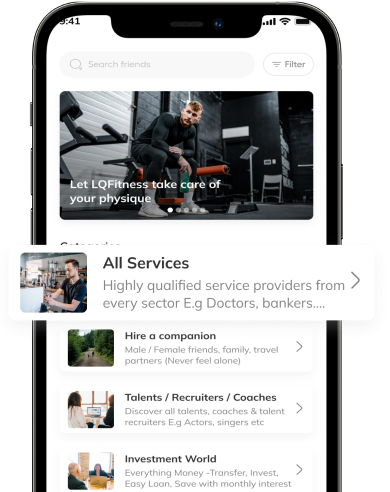 9:41
Search friends
Filter
Let LQFitness take care of
your physique
Categories
All Services
Highly qualified service providers from
every sector E.g Doctors, bankers....
Hire a companion
Male / Female friends, family, travel
partners (Never feel alone)
Talents / Recruiters / Coaches
Discover all talents, coaches & talent
recruiters E.g Actors, singers etc
Investment World
Everything Money -Transfer, Invest,
Easy Loan, Save with monthly interest